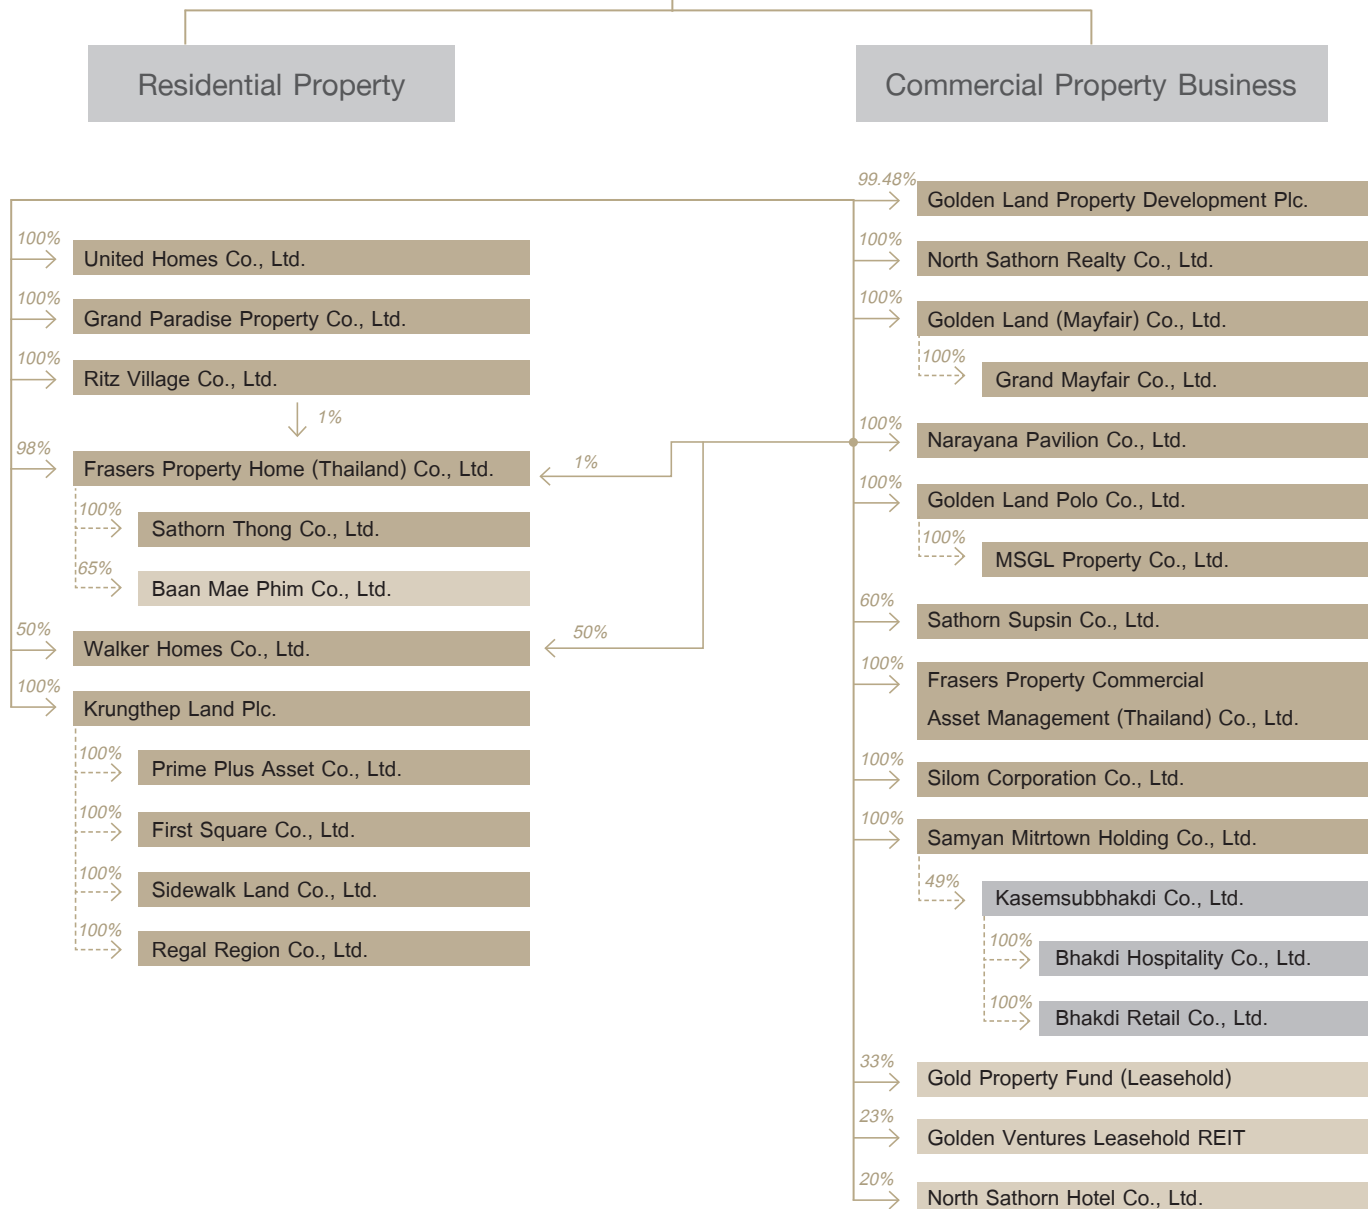 Residential Property
Commercial Property Business
100%
United Homes Co., Ltd.
100%
Grand Paradise Property Co., Ltd.
100%
Ritz Village Co., Ltd.
1%
98%
Frasers Property Home (Thailand) Co., Ltd.
1%
100%
Sathorn Thong Co., Ltd.
65%
Baan Mae Phim Co., Ltd.
50%
Walker Homes Co., Ltd.
50%
100%
Krungthep Land Plc.
100%
Prime Plus Asset Co., Ltd.
100%
First Square Co., Ltd.
100%
Sidewalk Land Co., Ltd.
100%
Regal Region Co., Ltd.
99.48%
Golden Land Property Development Plc.
100%
North Sathorn Realty Co., Ltd.
100%
Golden Land (Mayfair) Co., Ltd.
100%
Grand Mayfair Co., Ltd.
100%
Narayana Pavilion Co., Ltd.
100%
Golden Land Polo Co., Ltd.
100%
MSGL Property Co., Ltd.
60%
Sathorn Supsin Co., Ltd.
100%
Frasers Property Commercial
Asset Management (Thailand) Co., Ltd.
100%
Silom Corporation Co., Ltd.
100%
Samyan Mitrtown Holding Co., Ltd.
49%
Kasemsubbhakdi Co., Ltd.
100%
Bhakdi Hospitality Co., Ltd.
100%
Bhakdi Retail Co., Ltd.
33%
Gold Property Fund (Leasehold)
23%
Golden Ventures Leasehold REIT
20%
North Sathorn Hotel Co., Ltd.